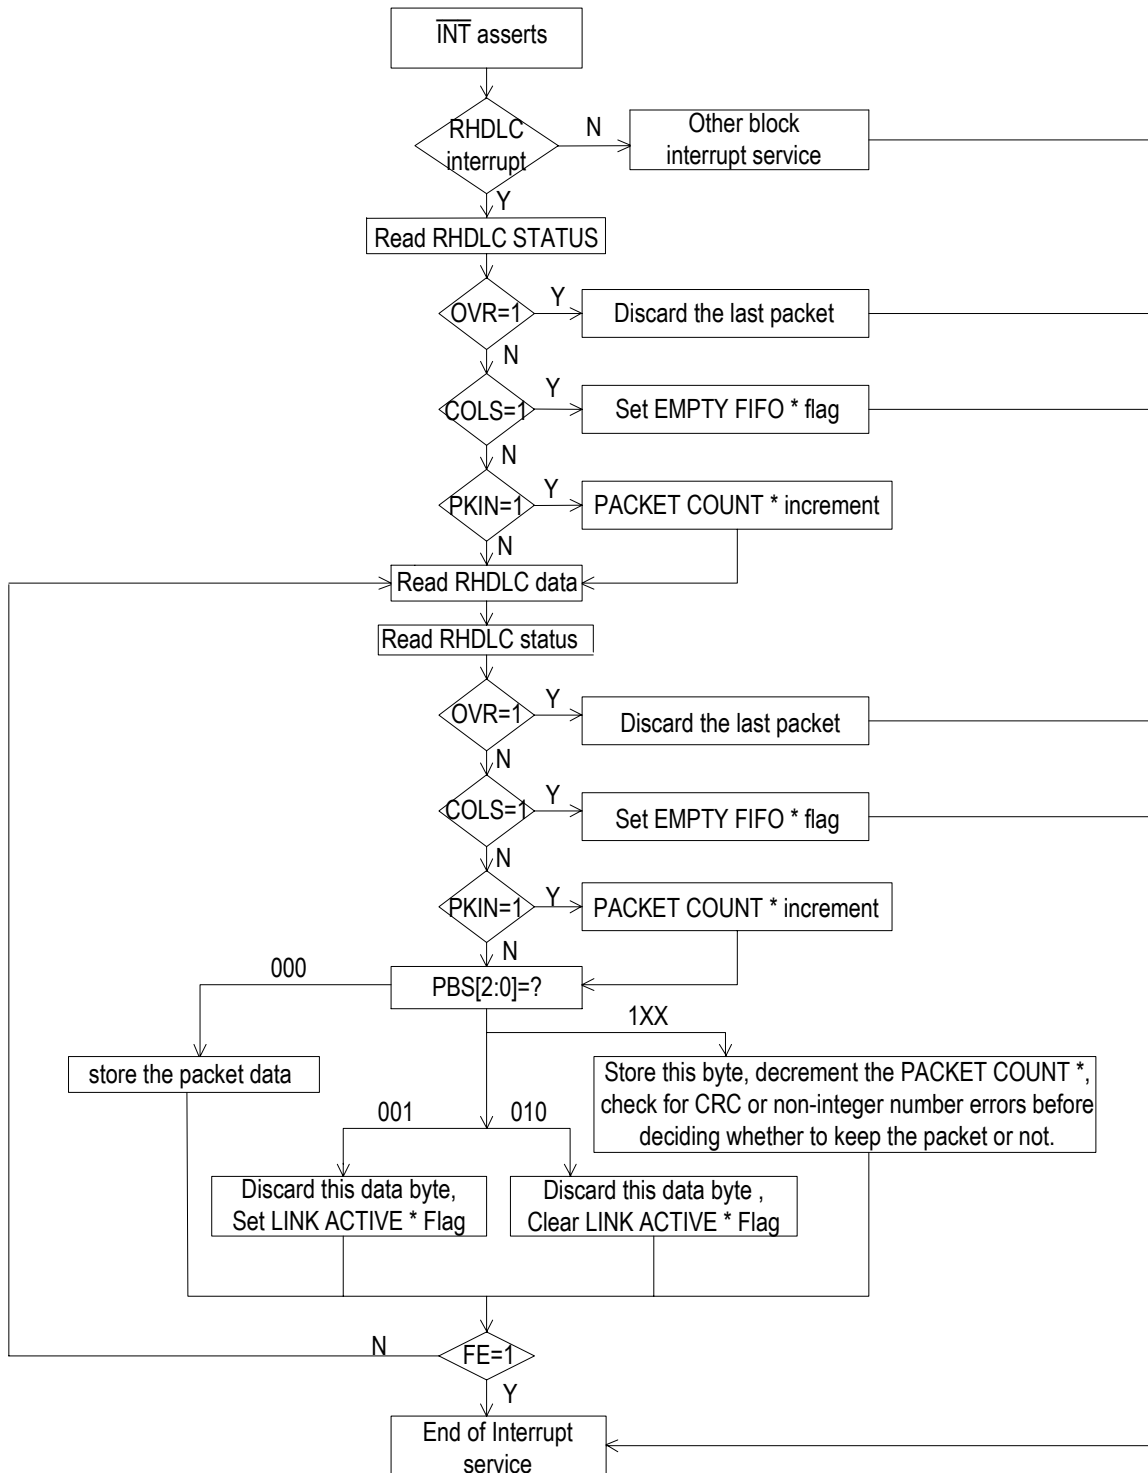 INT asserts
RHDLC
interrupt
N
Other block
interrupt service
Y
Read RHDLC STATUS
OVR=1
Y
Discard the last packet
N
COLS=1
Y
Set EMPTY FIFO * flag
N
PKIN=1
Y
PACKET COUNT * increment
N
Read RHDLC data
Read RHDLC status
OVR=1
Y
Discard the last packet
N
COLS=1
Y
Set EMPTY FIFO * flag
N
PKIN=1
Y
PACKET COUNT * increment
N
000
PBS[2:0]=?
1XX
store the packet data
Store this byte, decrement the PACKET COUNT *,
check for CRC or non-integer number errors before
deciding whether to keep the packet or not.
001
010
Discard this data byte,
Set LINK ACTIVE * Flag
Discard this data byte ,
Clear LINK ACTIVE * Flag
N
FE=1
Y
End of Interrupt
service